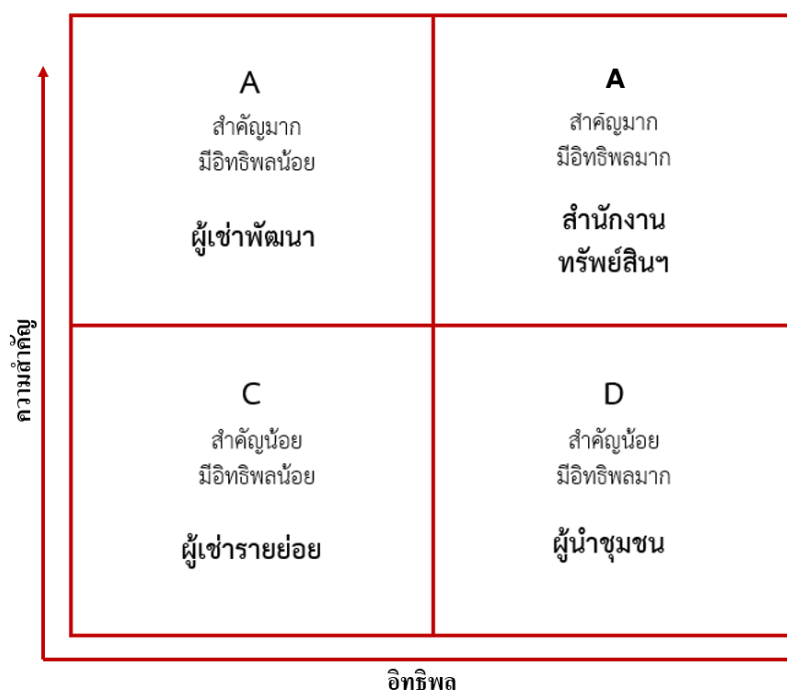 A
สำคัญมาก
มีอิทธิพลน้อย
ผู้เช่าพัฒนา
A
สำคัญมาก
มีอิทธิพลมาก
สำนักงาน
ทรัพย์สินฯ
ความสำคัญ
C
สำคัญน้อย
มีอิทธิพลน้อย
ผู้เช่ารายย่อย
D
สำคัญน้อย
มีอิทธิพลมาก
ผู้นำชุมชน
อิทธิพล